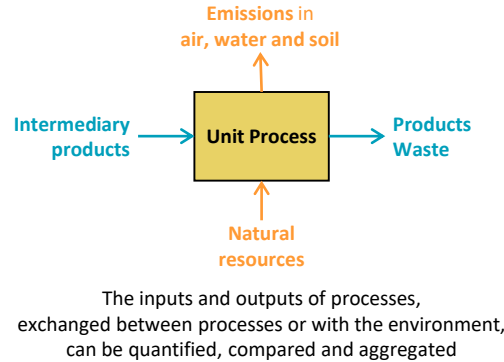 Emissions in
air, water and soil
Intermediary
products
Unit Process
Products
Waste
Natural
resources
The inputs and outputs of processes,
exchanged between processes or with the environment,
can be quantified, compared and aggregated